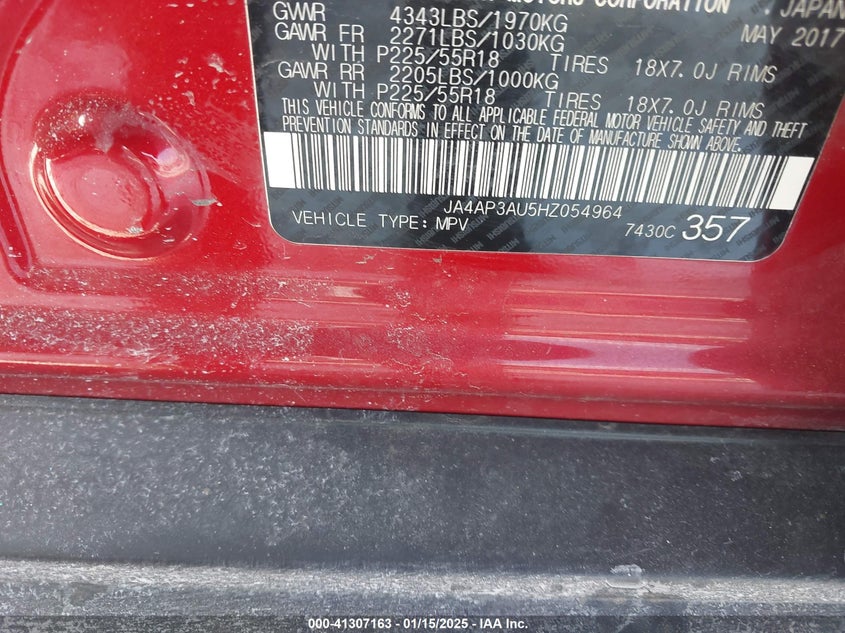 MOTORS CORPORATION , JAPAN
GVWR 4343LBS/1970KG MAY 2017
GAWR FR 2271LBS/1030KG
WITH P225/55R18 TIRES 18X7.0J RIMS
GAWR RR 2205LBS/1000KG
WITH P225/55R18 TIRES 18X7.0J RIMS
THIS VEHICLE CONFORMS TO ALL APPLICABLE FEDERAL MOTOR VEHICLE SAFETY AND THEFT
PREVENTION STANDARDS IN EFFECT ON THE DATE OF MANUFACTURE SHOWN ABOVE.
JA4AP3AU5HZ054964
VEHICLE TYPE: MPV 7430C 357
000-41307163 - 01/15/2025 - IAA Inc.